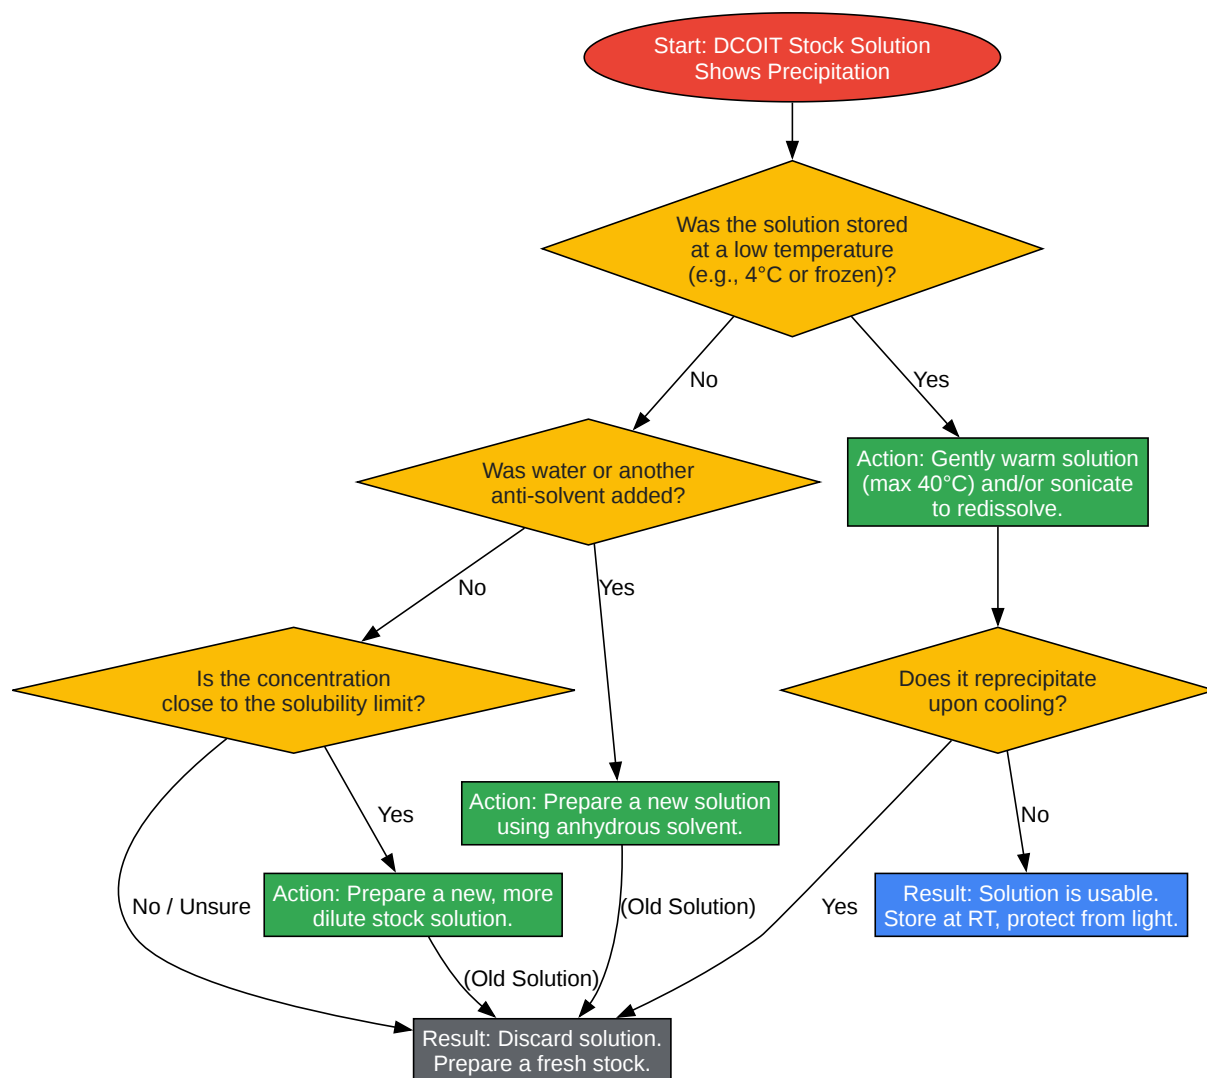 Start: DCOIT Stock Solution
Shows Precipitation
Was the solution stored
at a low temperature
(e.g., 4°C or frozen)?
No
Yes
Was water or another
anti-solvent added?
Action: Gently warm solution
(max 40°C) and/or sonicate
to redissolve.
No
Yes
Is the concentration
close to the solubility limit?
Does it reprecipitate
upon cooling?
Action: Prepare a new solution
using anhydrous solvent.
Yes
No
Action: Prepare a new, more
dilute stock solution.
Result: Solution is usable.
Store at RT, protect from light.
No / Unsure
(Old Solution)
Yes
(Old Solution)
Result: Discard solution.
Prepare a fresh stock.